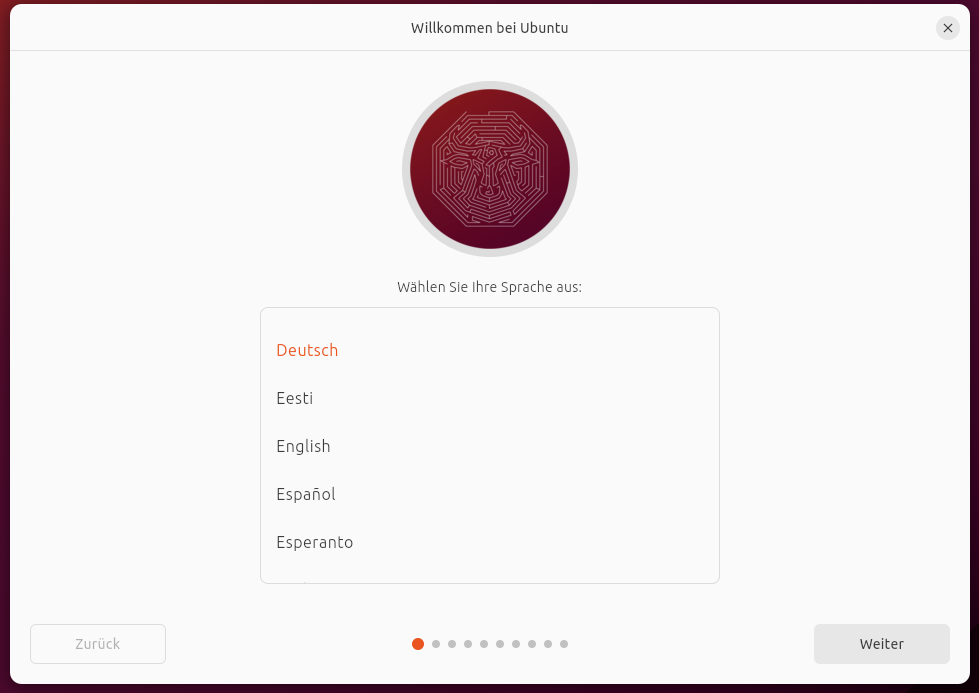 Willkommen bei Ubuntu
Wählen Sie Ihre Sprache aus:
Deutsch
Eesti
English
Español
Esperanto
Zurück
Weiter